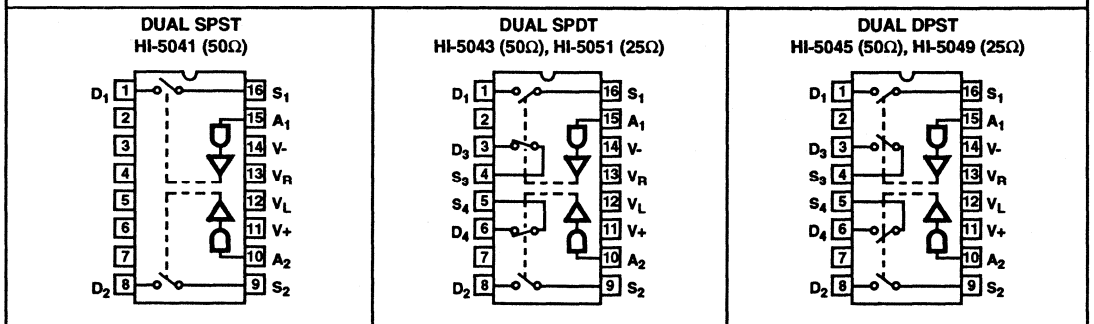 DUAL SPST
HI-5041 (50Ω)
D1 1 16 S1
2 15 A1
3 14 V-
4 13 VR
5 12 VL
6 11 V+
7 10 A2
D2 8 9 S2
DUAL SPDT
HI-5043 (50Ω), HI-5051 (25Ω)
D1 1 16 S1
2 15 A1
D3 3 14 V-
S3 4 13 VR
S4 5 12 VL
D4 6 11 V+
7 10 A2
D2 8 9 S2
DUAL DPST
HI-5045 (50Ω), HI-5049 (25Ω)
D1 1 16 S1
2 15 A1
D3 3 14 V-
S3 4 13 VR
S4 5 12 VL
D4 6 11 V+
7 10 A2
D2 8 9 S2